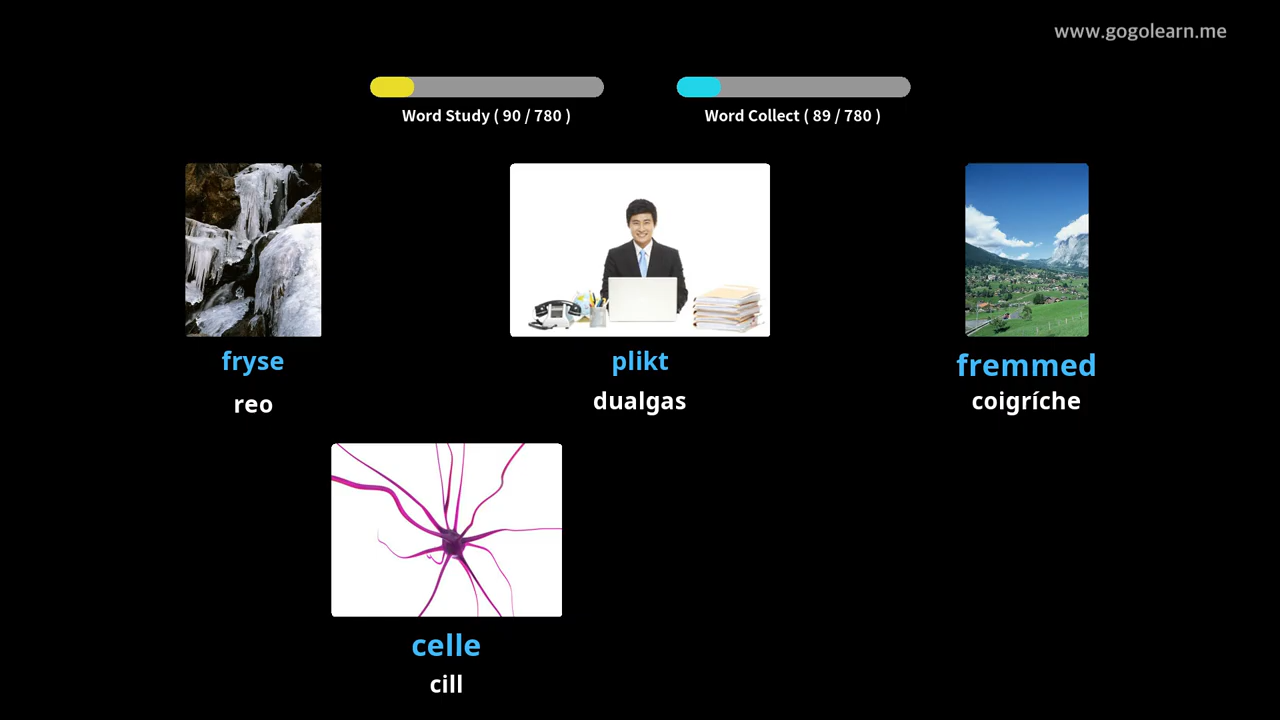 www.gogolearn.me
Word Study ( 90 / 780 )
Word Collect ( 89 / 780 )
fryse
reo
plikt
dualgas
fremmed
coigríche
celle
cill